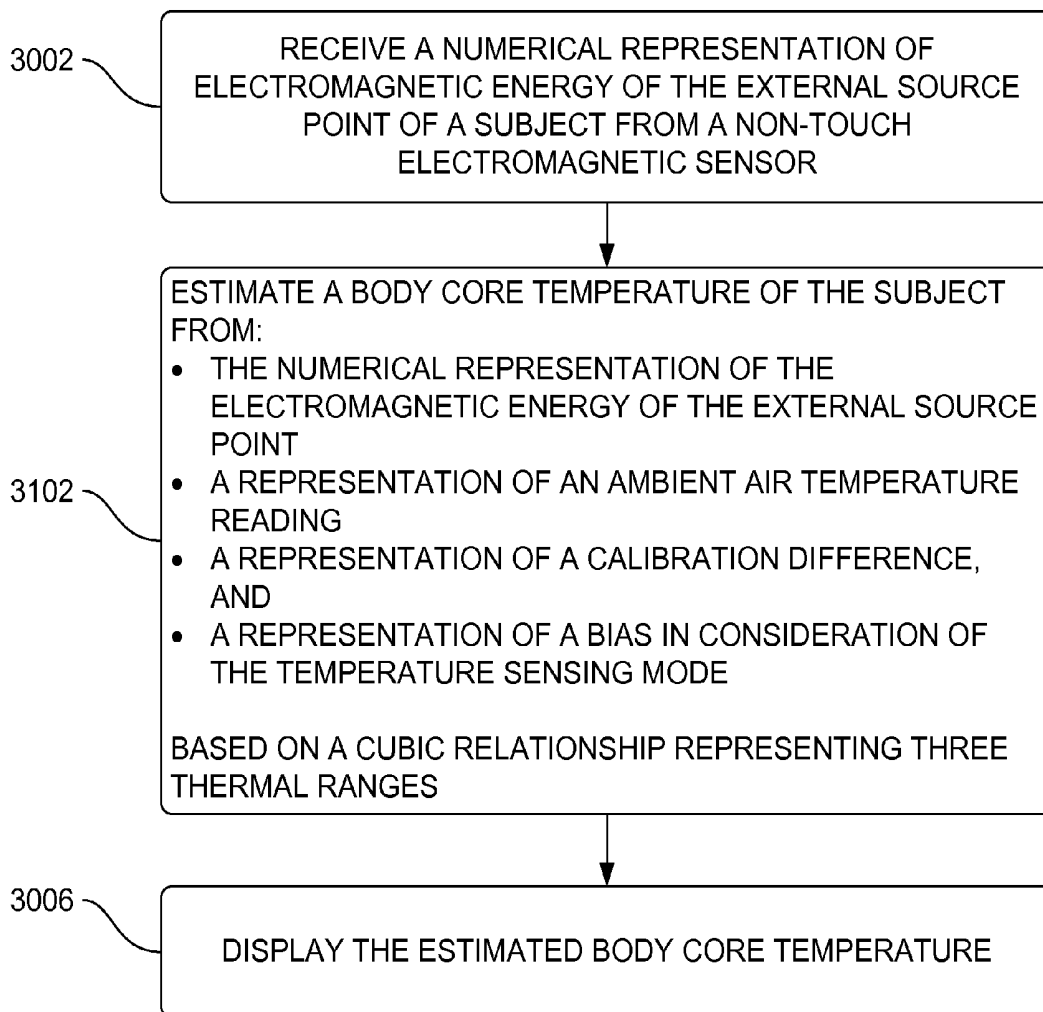 3002
RECEIVE A NUMERICAL REPRESENTATION OF
ELECTROMAGNETIC ENERGY OF THE EXTERNAL SOURCE
POINT OF A SUBJECT FROM A NON-TOUCH
ELECTROMAGNETIC SENSOR
3102
ESTIMATE A BODY CORE TEMPERATURE OF THE SUBJECT
FROM:
• THE NUMERICAL REPRESENTATION OF THE
ELECTROMAGNETIC ENERGY OF THE EXTERNAL SOURCE
POINT
• A REPRESENTATION OF AN AMBIENT AIR TEMPERATURE
READING
• A REPRESENTATION OF A CALIBRATION DIFFERENCE,
AND
• A REPRESENTATION OF A BIAS IN CONSIDERATION OF
THE TEMPERATURE SENSING MODE
BASED ON A CUBIC RELATIONSHIP REPRESENTING THREE
THERMAL RANGES
3006
DISPLAY THE ESTIMATED BODY CORE TEMPERATURE